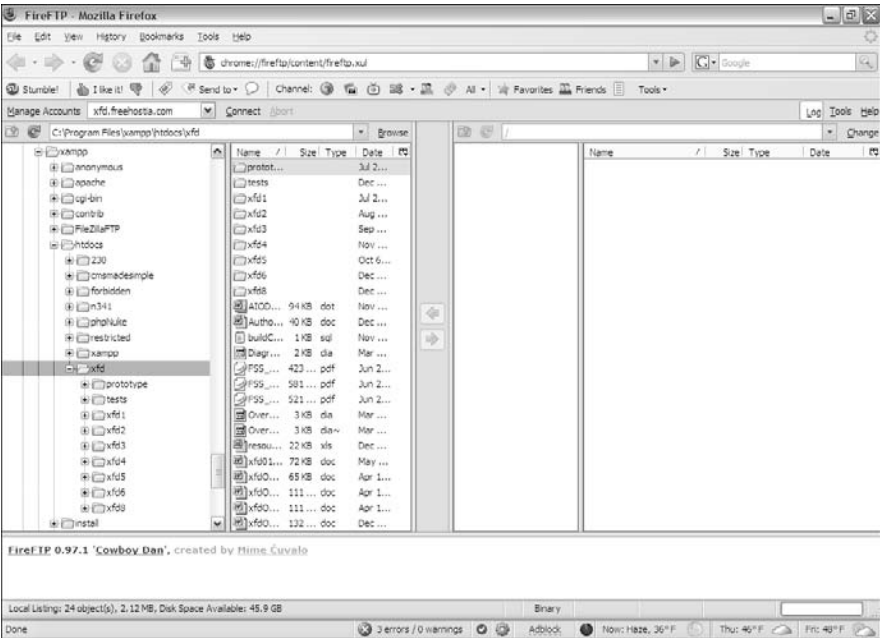 FireFTP - Mozilla Firefox
File Edit View History Bookmarks Tools Help
chrome://fireftp/content/fireftp.xul
Google
Stumble! I like it! Send to Channel: All Favorites Friends Tools
Manage Accounts xfd.freehostia.com Connect Abort Log Tools Help
C:\Program Files\xampp\htdocs\xfd Browse / Change
xampp
anonymous
apache
cgi-bin
contrib
FileZillaFTP
htdocs
230
cmsmadesimple
forbidden
n341
phpNuke
restricted
xampp
xfd
prototype
tests
xfd1
xfd2
xfd3
xfd4
xfd5
xfd6
xfd8
install
Name / Size Type Date
protot... Jul 2...
tests Dec ...
xfd1 Jul 2...
xfd2 Aug ...
xfd3 Sep ...
xfd4 Nov ...
xfd5 Oct 6...
xfd6 Dec ...
xfd8 Dec ...
AIOD... 94 KB dot Nov ...
Autho... 40 KB doc Dec ...
buildC... 1 KB sql Nov ...
Diagr... 2 KB dia Mar ...
FSS_... 423 ... pdf Jun 2...
FSS_... 581 ... pdf Jun 2...
FSS_... 521 ... pdf Jun 2...
Over... 3 KB dia Mar ...
Over... 3 KB dia~ Mar ...
resou... 22 KB xls Dec ...
xfd01... 72 KB doc May ...
xfdO... 65 KB doc Apr 1...
xfdO... 111 ... doc Apr 1...
xfdO... 111 ... doc Apr 1...
xfdO... 132 ... doc Dec ...
Name / Size Type Date
FireFTP 0.97.1 'Cowboy Dan', created by Mime Čuvalo
Local Listing: 24 object(s), 2.12 MB, Disk Space Available: 45.9 GB Binary
Done 3 errors / 0 warnings Adblock Now: Haze, 36° F Thu: 46° F Fri: 48° F